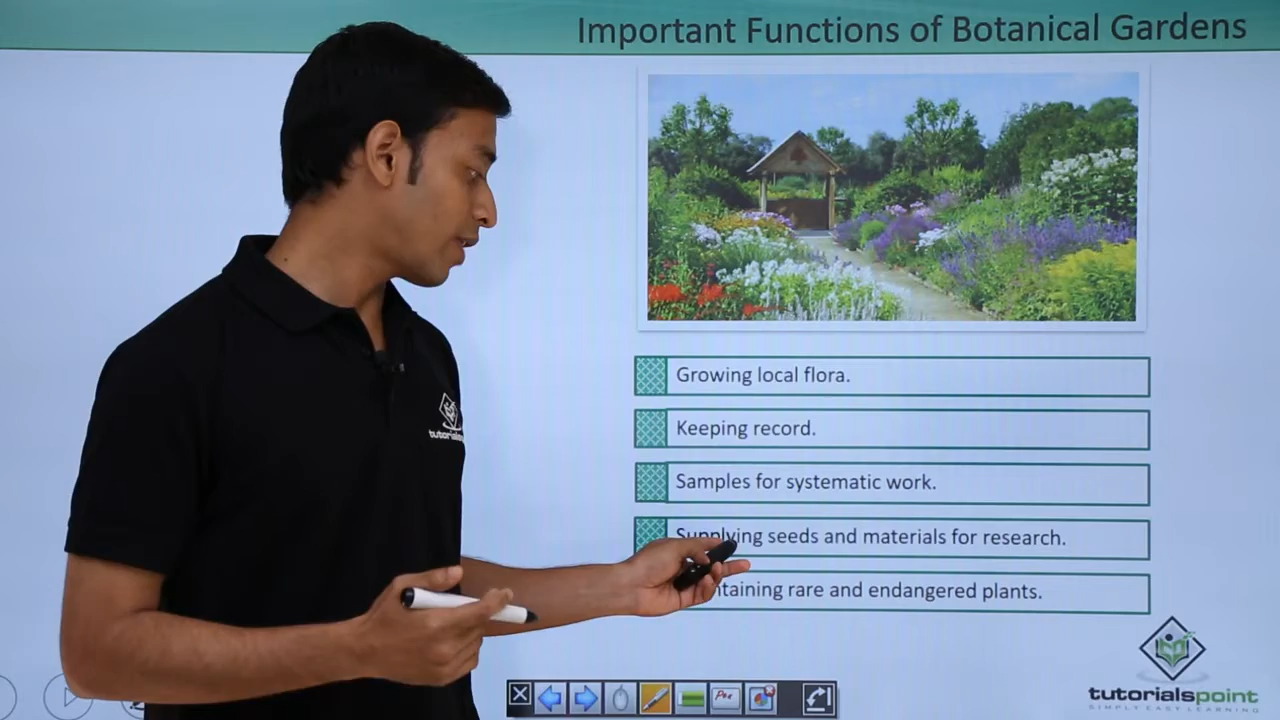 Important Functions of Botanical Gardens
Growing local flora.
Keeping record.
Samples for systematic work.
Supplying seeds and materials for research.
rare and endangered plants.
tutorialspoint
SIMPLY EASY LEARNING